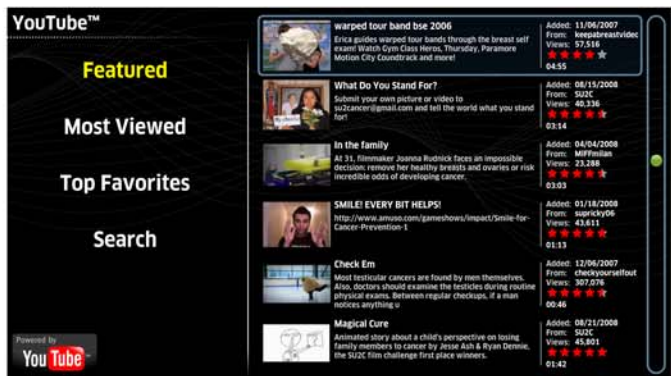 YouTube™
Featured
Most Viewed
Top Favorites
Search
Powered by
YouTube™
warped tour band bse 2006
Erica guides warped tour bands through the breast self
exam! Watch Gym Class Heros, Thursday, Paramore
Motion City Coundtrack and more!
Added: 11/06/2007
From: keepabreastvidec
Views: 57,516
04:55
What Do You Stand For?
Submit your own picture or video to
su2cancer@gmail.com and tell the world what you stand
for!
Added: 08/15/2008
From: SU2C
Views: 40,336
03:14
In the family
At 31, filmmaker Joanna Rudnick faces an impossible
decision: remove her healthy breasts and ovaries or risk
incredible odds of developing cancer.
Added: 04/04/2008
From: MIFFmilan
Views: 23,288
03:03
SMILE! EVERY BIT HELPS!
http://www.amuso.com/gameshows/impact/Smile-for-
Cancer-Prevention-1
Added: 01/18/2008
From: supricky06
Views: 43,611
01:13
Check Em
Most testicular cancers are found by men themselves.
Also, doctors should examine the testicles during routine
physical exams. Between regular checkups, if a man
notices anything u
Added: 12/06/2007
From: checkyourselfout
Views: 307,076
00:46
Magical Cure
Animated story about a child's perspective on losing
family members to cancer by Jesse Ash & Ryan Dennie,
the SU2C film challenge first place winners.
Added: 08/21/2008
From: SU2C
Views: 45,801
01:42